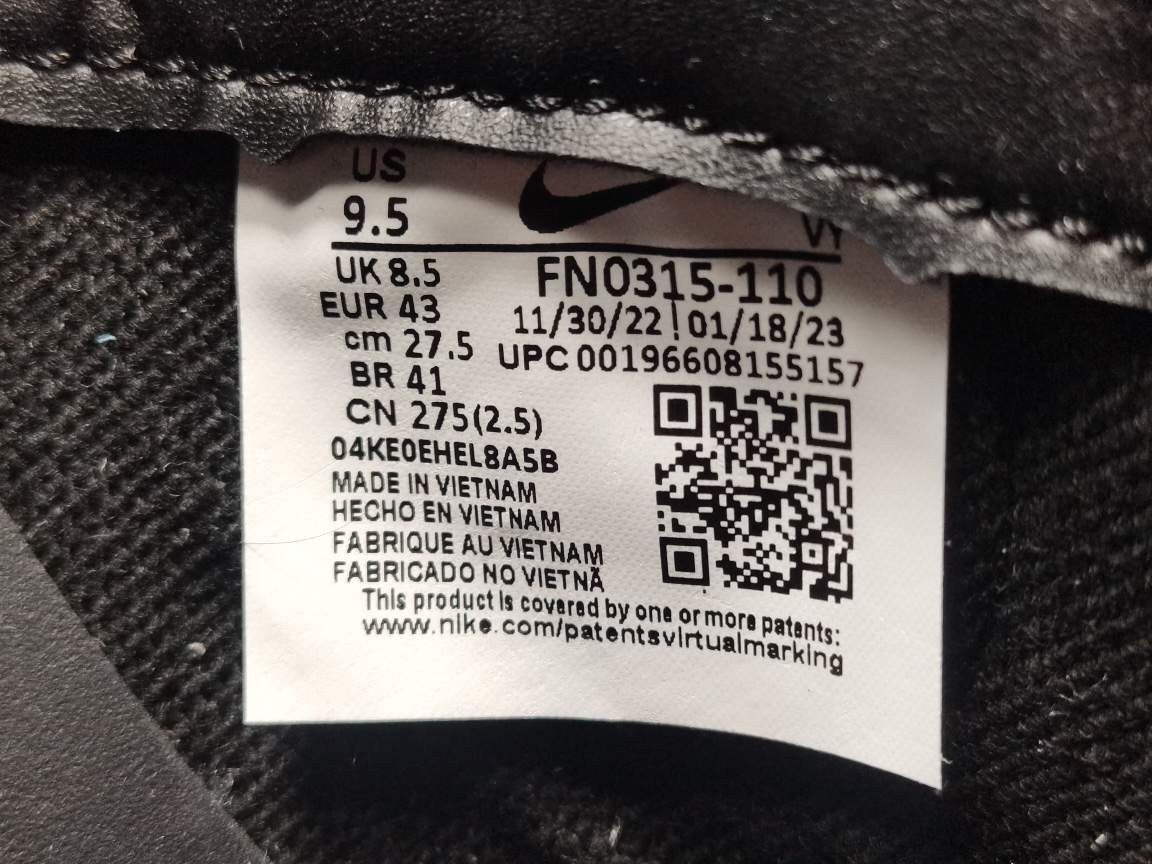 US
9.5
VY
UK 8.5
EUR 43
cm 27.5
BR 41
CN 275(2.5)
FN0315-110
11/30/22 | 01/18/23
UPC 00196608155157
04KE0EHEL8A5B
MADE IN VIETNAM
HECHO EN VIETNAM
FABRIQUE AU VIETNAM
FABRICADO NO VIETNÃ
This product is covered by one or more patents:
www.nike.com/patentsvirtualmarking